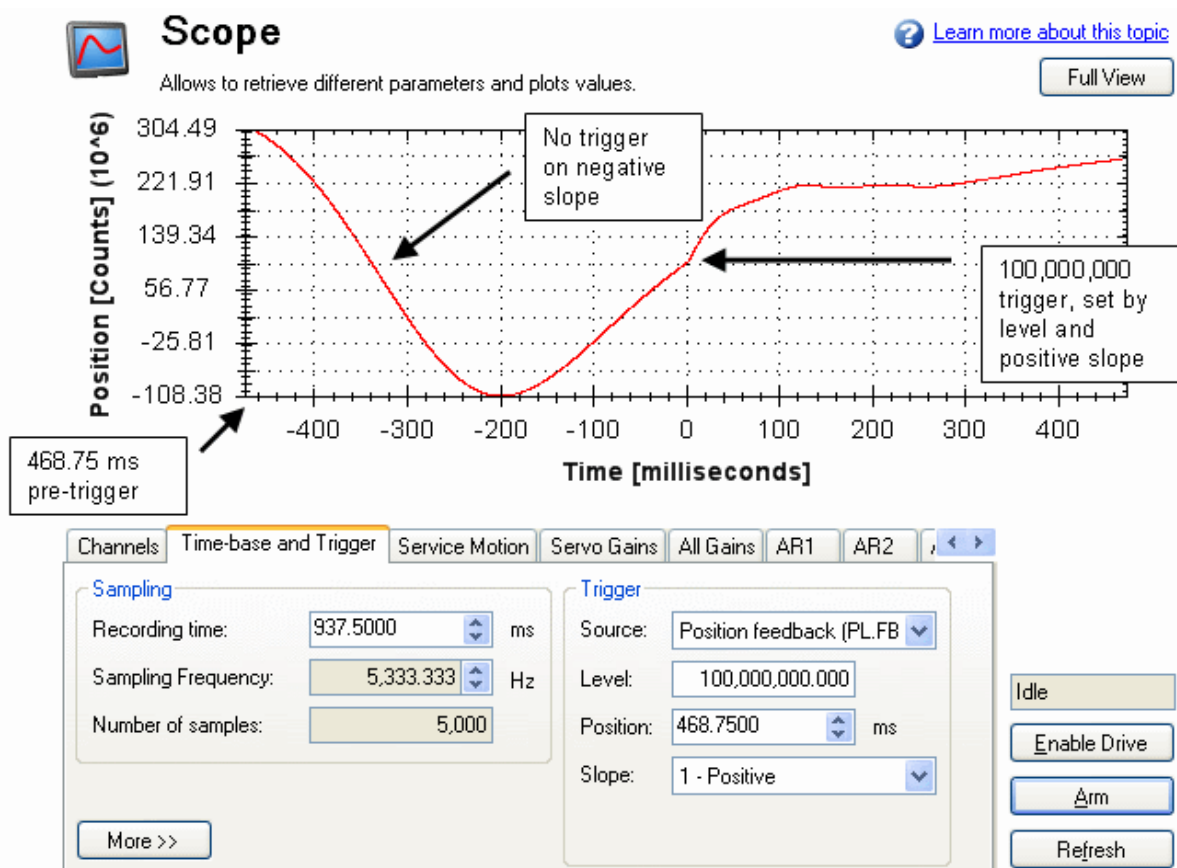 Scope
Learn more about this topic
Allows to retrieve different parameters and plots values.
Full View
Position [Counts] (10^6)
304.49
221.91
139.34
56.77
-25.81
-108.38
No trigger
on negative
slope
100,000,000
trigger, set by
level and
positive slope
-400
-300
-200
-100
0
100
200
300
400
Time [milliseconds]
468.75 ms
pre-trigger
Channels
Time-base and Trigger
Service Motion
Servo Gains
All Gains
AR1
AR2
Sampling
Recording time: 937.5000 ms
Sampling Frequency: 5,333.333 Hz
Number of samples: 5,000
More >>
Trigger
Source: Position feedback (PL.FB
Level: 100,000,000.000
Position: 468.7500 ms
Slope: 1 - Positive
Idle
Enable Drive
Arm
Refresh